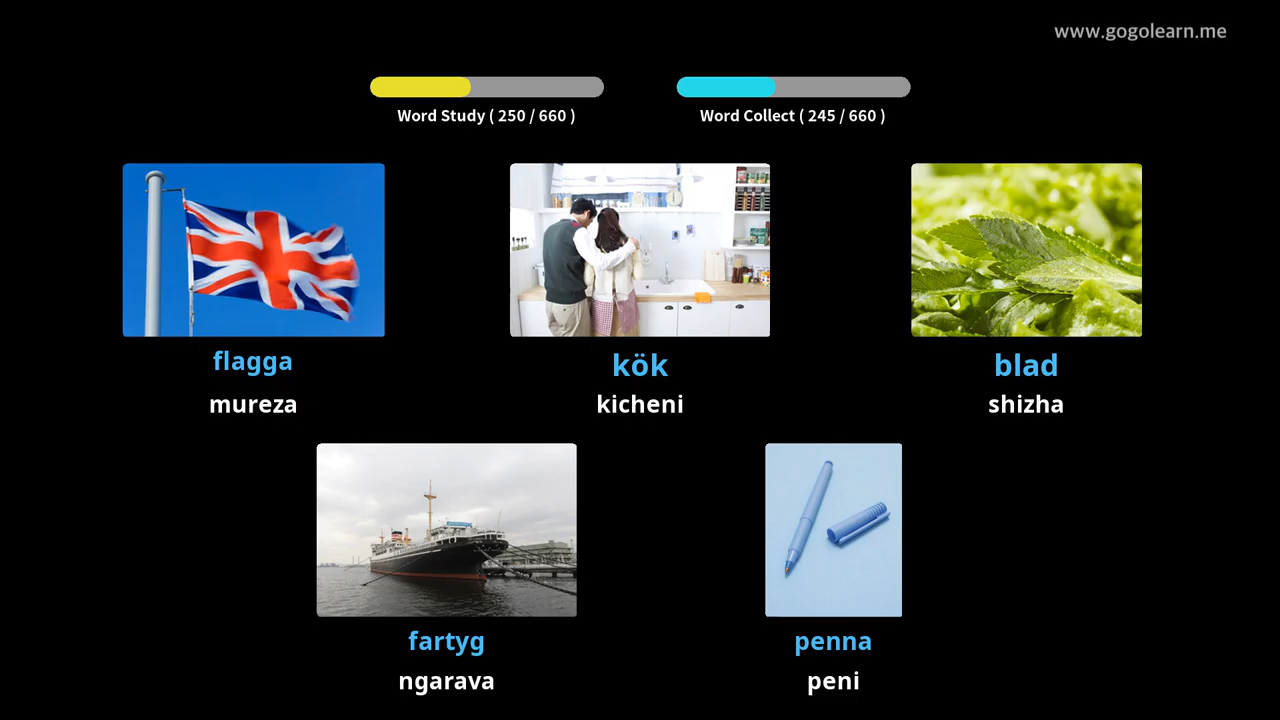 www.gogolearn.me
Word Study ( 250 / 660 )
Word Collect ( 245 / 660 )
flagga
mureza
kök
kicheni
blad
shizha
fartyg
ngarava
penna
peni